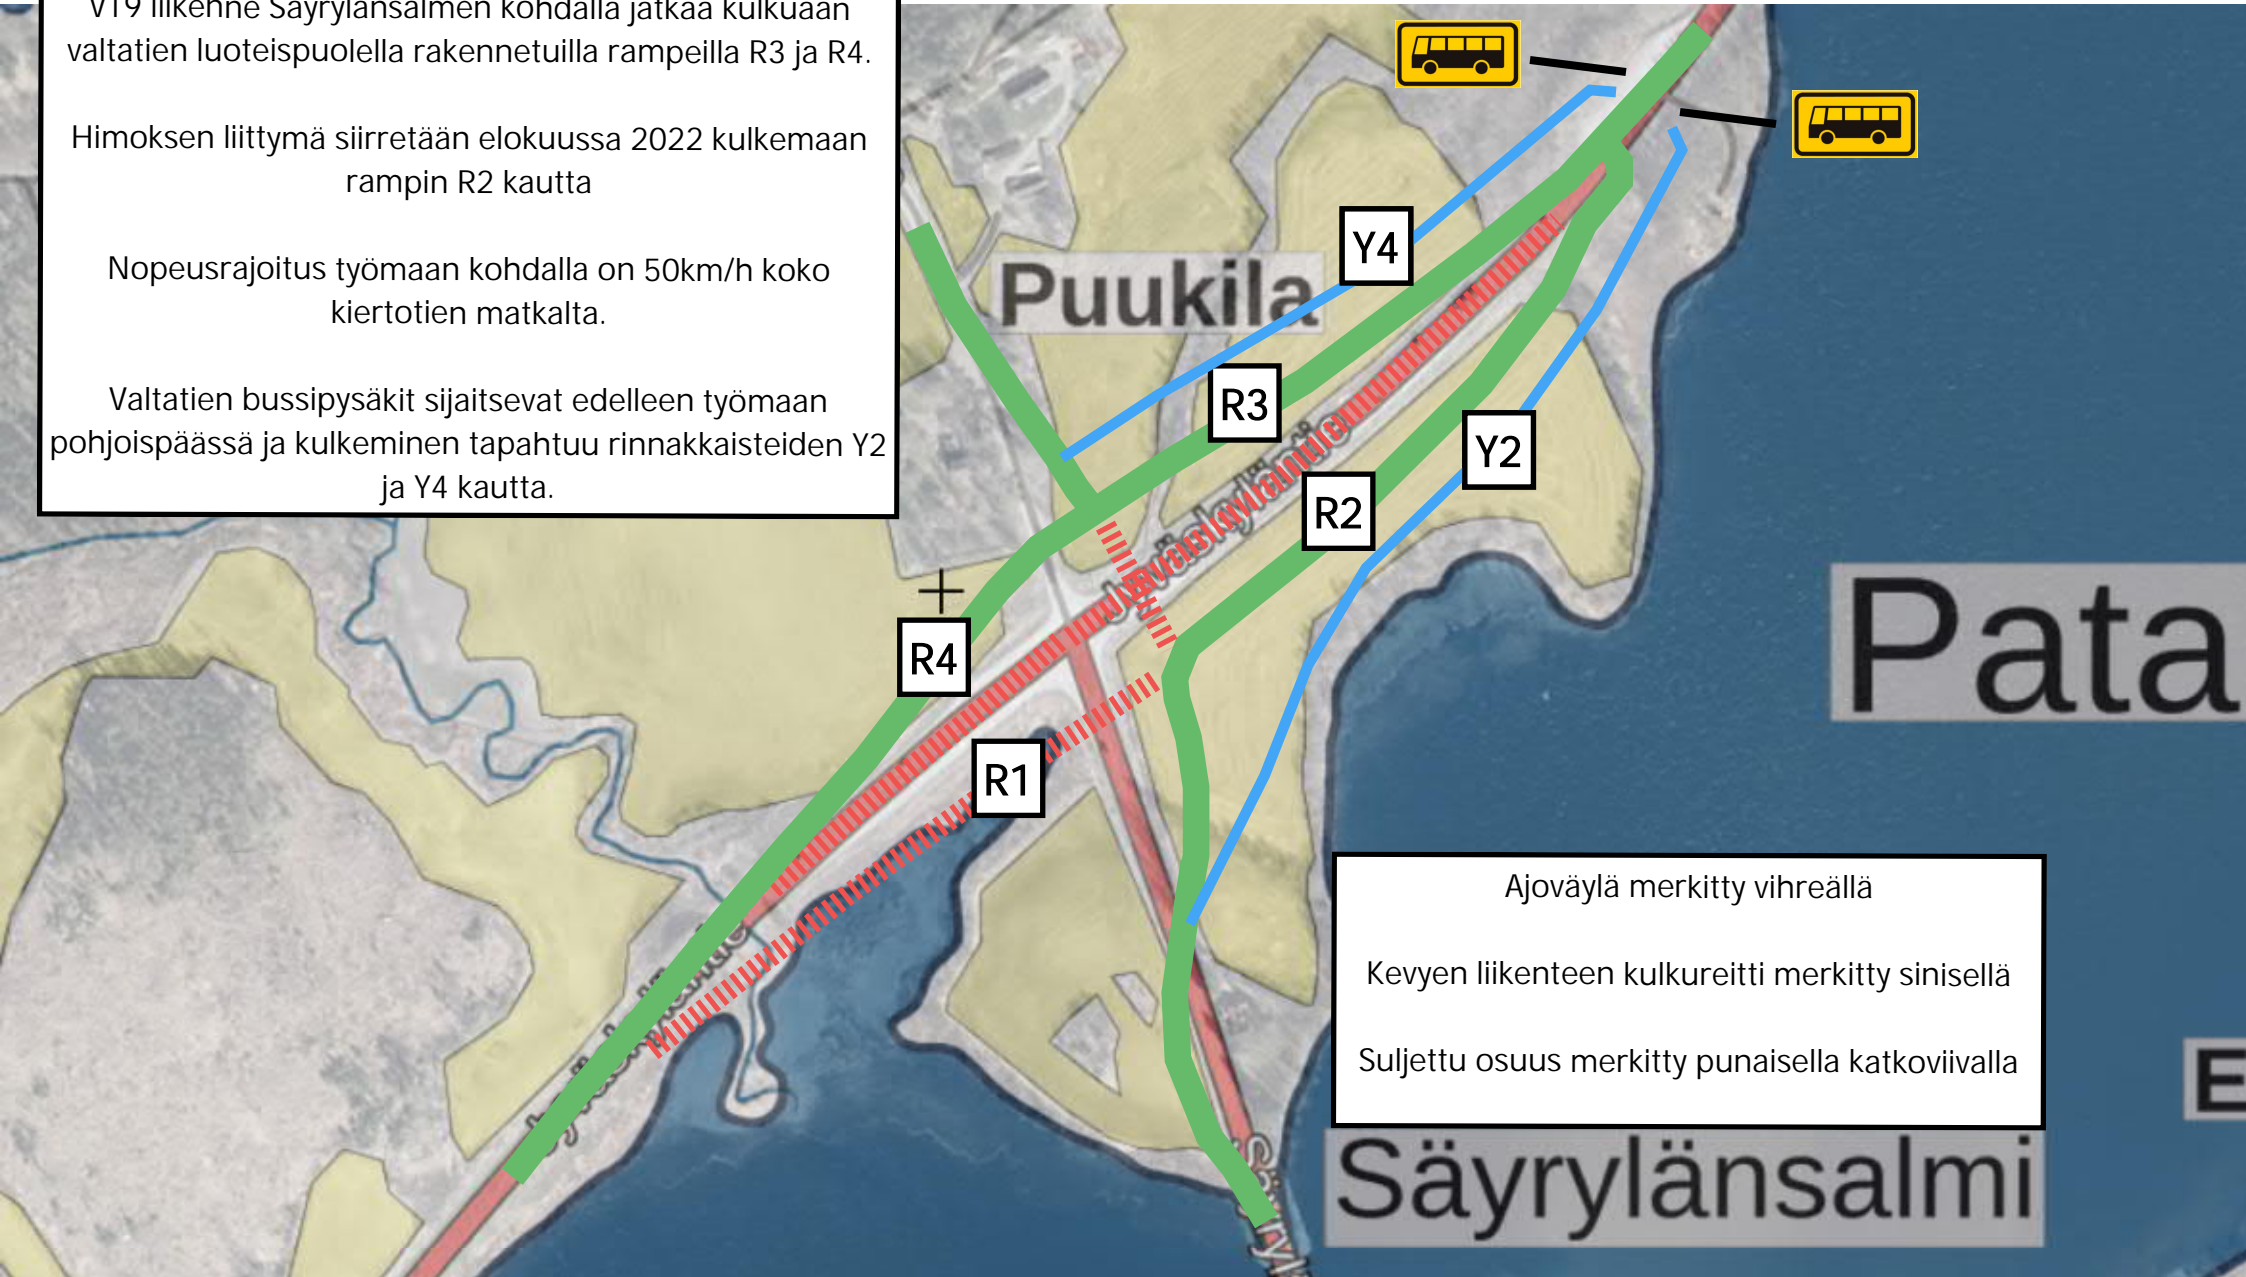 VT9 liikenne Säyrylänsalmen kohdalla jatkaa kulkuaan
valtatien luoteispuolella rakennetuilla rampeilla R3 ja R4.
Himoksen liittymä siirretään elokuussa 2022 kulkemaan
rampin R2 kautta
Nopeusrajoitus työmaan kohdalla on 50km/h koko
kiertotien matkalta.
Valtatien bussipysäkit sijaitsevat edelleen työmaan
pohjoispäässä ja kulkeminen tapahtuu rinnakkaisteiden Y2
ja Y4 kautta.
Puukila
Y4
R3
Y2
R2
Jyväskyläntie
R4
R1
Pata
Ajoväylä merkitty vihreällä
Kevyen liikenteen kulkureitti merkitty sinisellä
Suljettu osuus merkitty punaisella katkoviivalla
E
Säyrylänsalmi